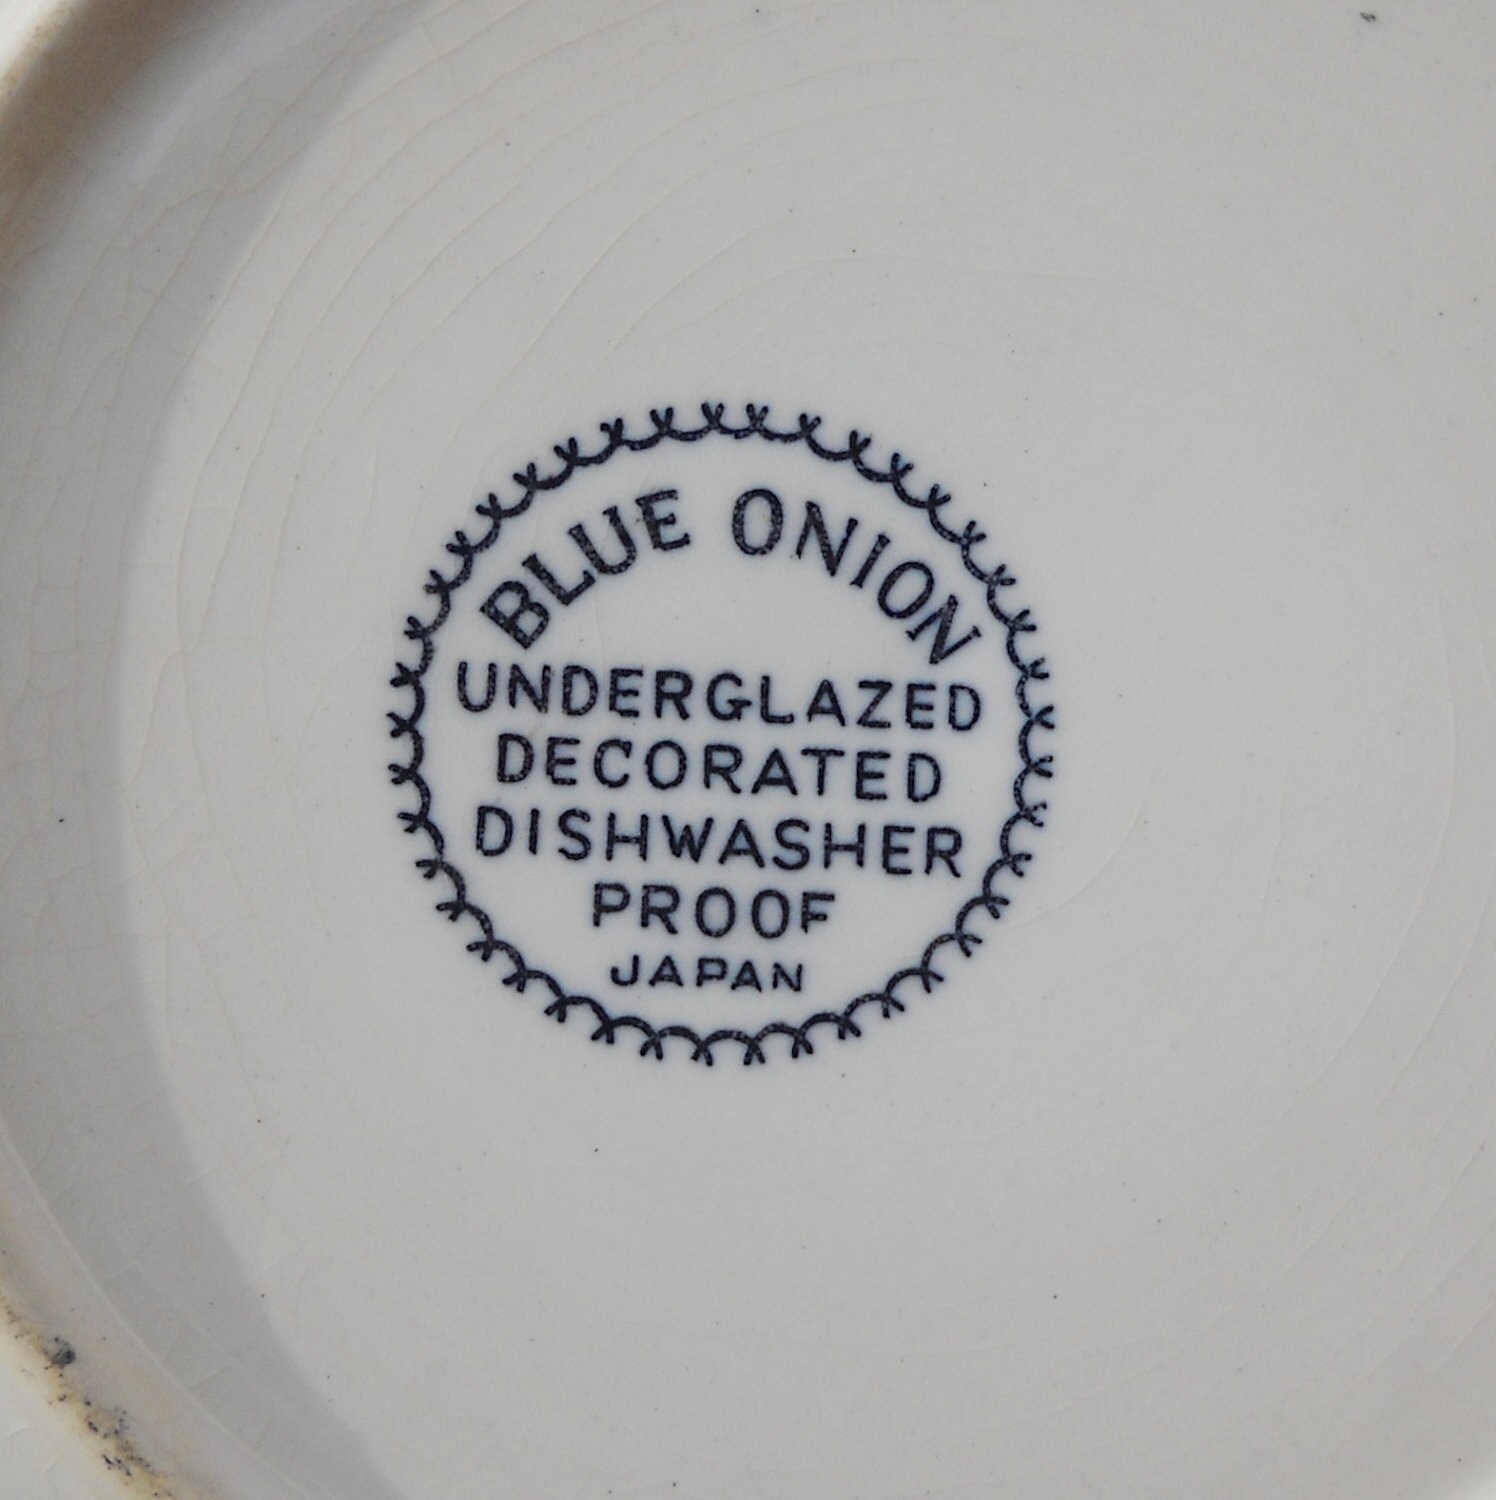 BLUE ONION
UNDERGLAZED
DECORATED
DISHWASHER
PROOF
JAPAN